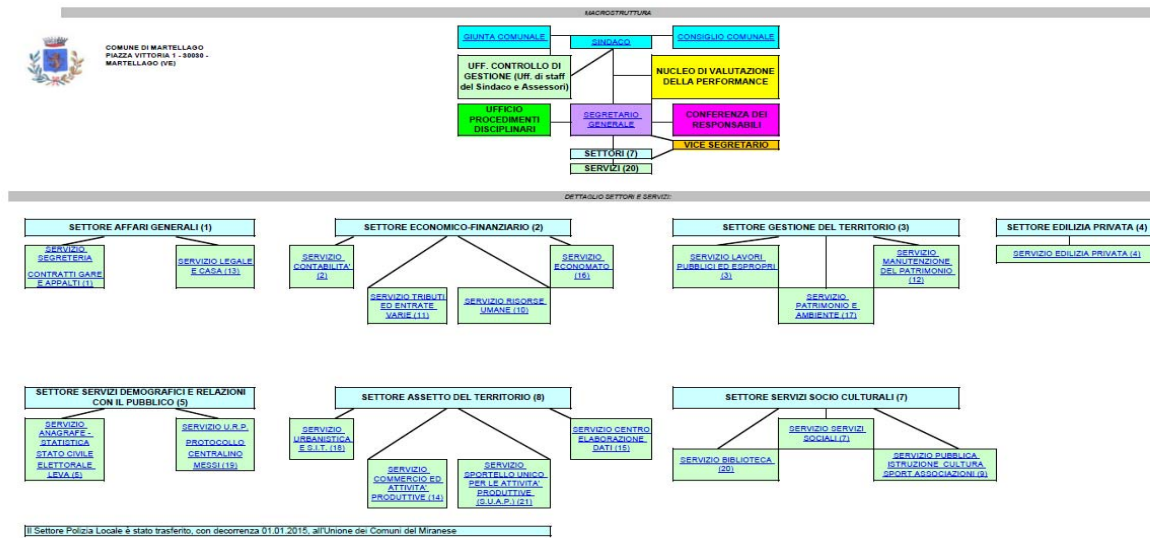 MACROSTRUTTURA
COMUNE DI MARTELLAGO
PIAZZA VITTORIA 1 - 30030 -
MARTELLAGO (VE)
GIUNTA COMUNALE
SINDACO
CONSIGLIO COMUNALE
UFF. CONTROLLO DI
GESTIONE (Uff. di staff
del Sindaco e Assessori)
NUCLEO DI VALUTAZIONE
DELLA PERFORMANCE
UFFICIO
PROCEDIMENTI
DISCIPLINARI
SEGRETARIO
GENERALE
CONFERENZA DEI
RESPONSABILI
VICE SEGRETARIO
SETTORI (7)
SERVIZI (20)
DETTAGLIO SETTORI E SERVIZI:
SETTORE AFFARI GENERALI (1)
SERVIZIO
SEGRETERIA
CONTRATTI GARE
E APPALTI (1)
SERVIZIO LEGALE
E CASA (13)
SETTORE ECONOMICO-FINANZIARIO (2)
SERVIZIO
CONTABILITA' (2)
SERVIZIO TRIBUTI
ED ENTRATE
VARIE (11)
SERVIZIO RISORSE
UMANE (10)
SERVIZIO
ECONOMATO
(16)
SETTORE GESTIONE DEL TERRITORIO (3)
SERVIZIO LAVORI
PUBBLICI ED ESPROPRI
(3)
SERVIZIO
PATRIMONIO E
AMBIENTE (17)
SERVIZIO
MANUTENZIONE
DEL PATRIMONIO
(12)
SETTORE EDILIZIA PRIVATA (4)
SERVIZIO EDILIZIA PRIVATA (4)
SETTORE SERVIZI DEMOGRAFICI E RELAZIONI
CON IL PUBBLICO (5)
SERVIZIO
ANAGRAFE -
STATISTICA
STATO CIVILE
ELETTORALE
LEVA (5)
SERVIZIO U.R.P.
PROTOCOLLO
CENTRALINO
MESSI (19)
SETTORE ASSETTO DEL TERRITORIO (8)
SERVIZIO
URBANISTICA
E S.I.T. (18)
SERVIZIO
COMMERCIO ED
ATTIVITA'
PRODUTTIVE (14)
SERVIZIO
SPORTELLO UNICO
PER LE ATTIVITA'
PRODUTTIVE
(S.U.A.P.) (21)
SERVIZIO CENTRO
ELABORAZIONE
DATI (15)
SETTORE SERVIZI SOCIO CULTURALI (7)
SERVIZIO BIBLIOTECA
(20)
SERVIZIO SERVIZI
SOCIALI (7)
SERVIZIO PUBBLICA
ISTRUZIONE CULTURA
SPORT ASSOCIAZIONI (9)
Il Settore Polizia Locale è stato trasferito, con decorrenza 01.01.2015, all'Unione dei Comuni del Miranese